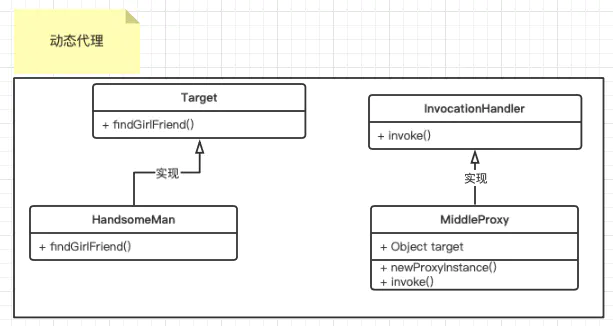 动态代理
Target
+ findGirlFriend()
InvocationHandler
+ invoke()
实现
实现
HandsomeMan
+ findGirlFriend()
MiddleProxy
+ Object target
+ newProxyInstance()
+ invoke()